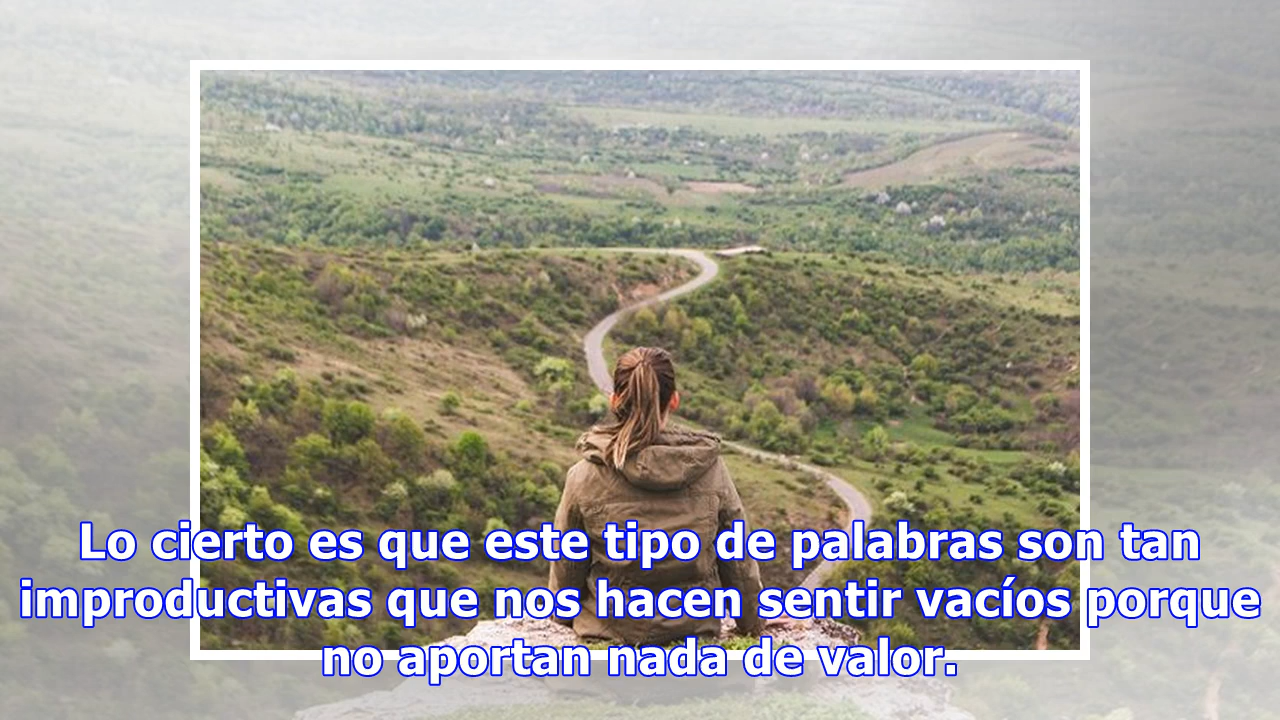 Lo cierto es que este tipo de palabras son tan
improductivas que nos hacen sentir vacíos porque
no aportan nada de valor.